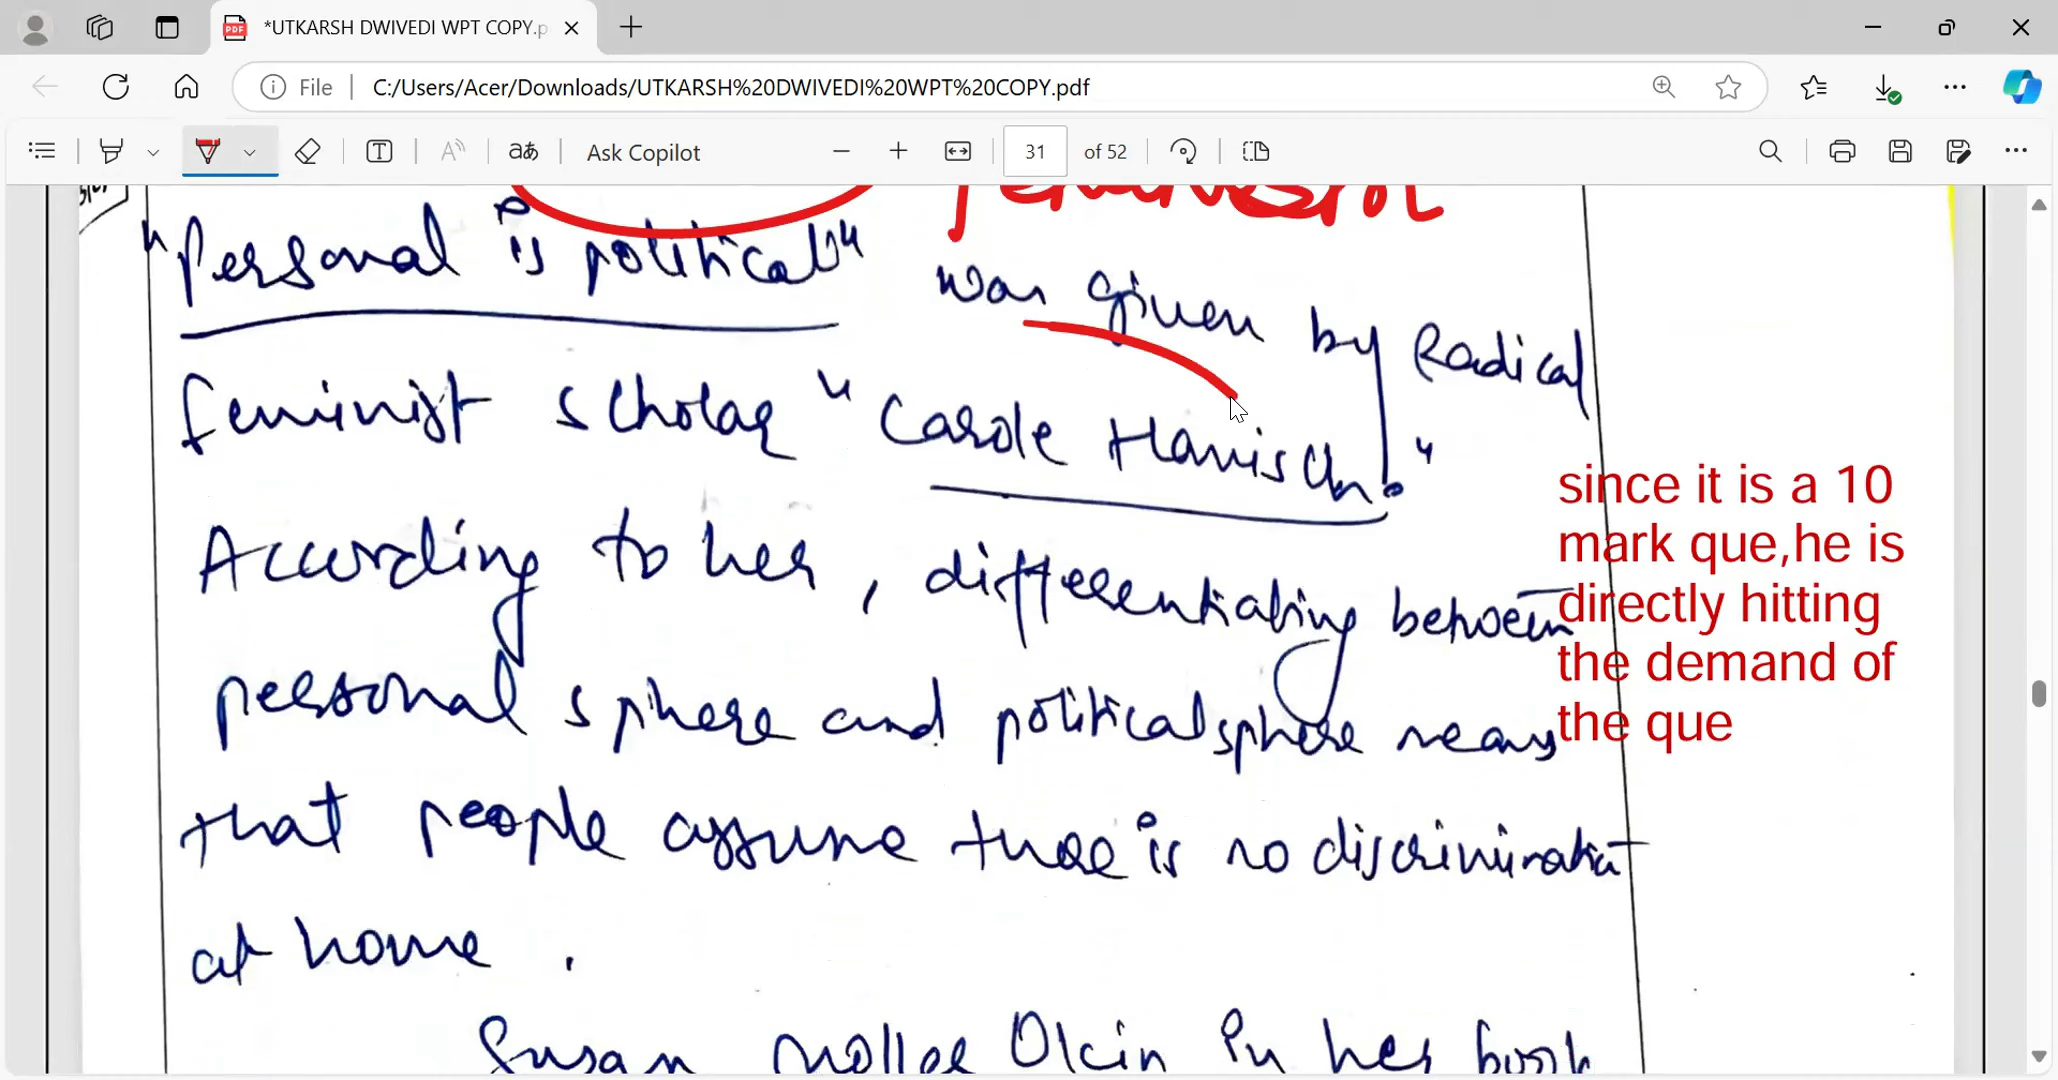 *UTKARSH DWIVEDI WPT COPY.p
File C:/Users/Acer/Downloads/UTKARSH%20DWIVEDI%20WPT%20COPY.pdf
Ask Copilot 31 of 52
"Personal is political" was given by Radical
feminist scholar "Carole Hanisch."
According to her, differentiating between
personal sphere and political sphere means
that people assume there is no discriminat
at home.
Susan Moller Okin in her book
since it is a 10
mark que,he is
directly hitting
the demand of
the que